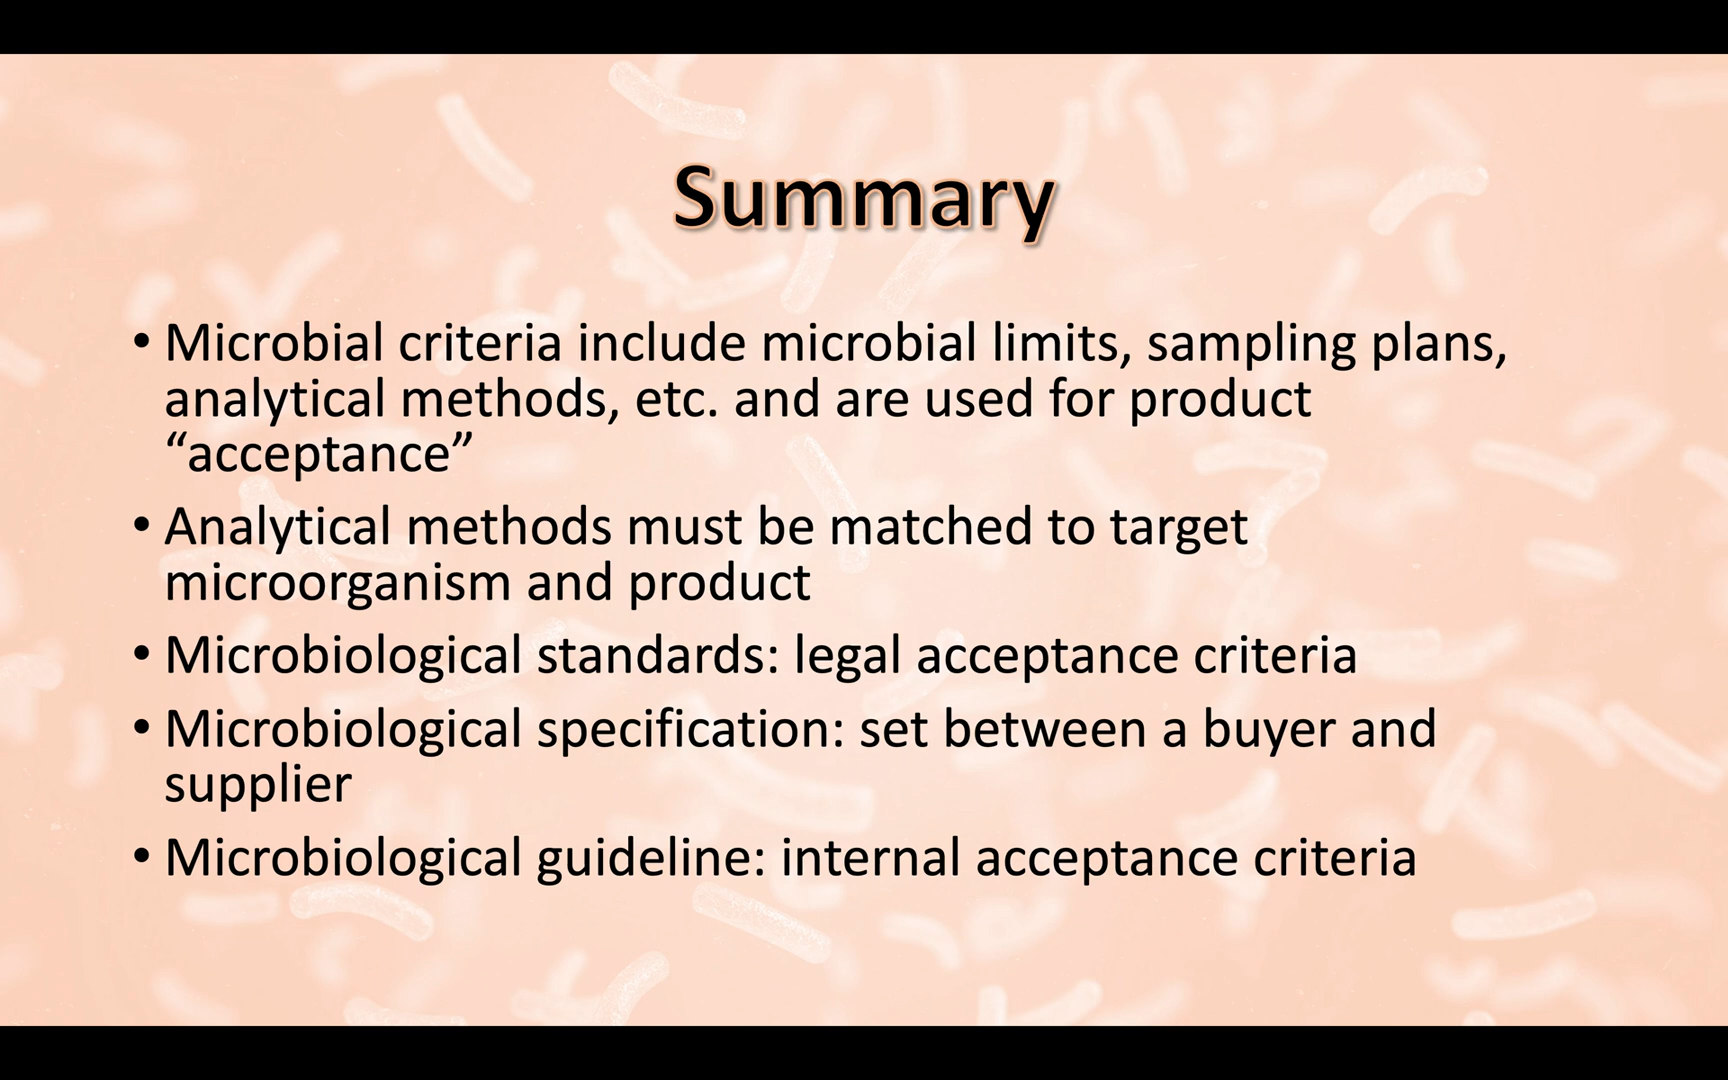 Summary
• Microbial criteria include microbial limits, sampling plans,
analytical methods, etc. and are used for product
“acceptance”
• Analytical methods must be matched to target
microorganism and product
• Microbiological standards: legal acceptance criteria
• Microbiological specification: set between a buyer and
supplier
• Microbiological guideline: internal acceptance criteria